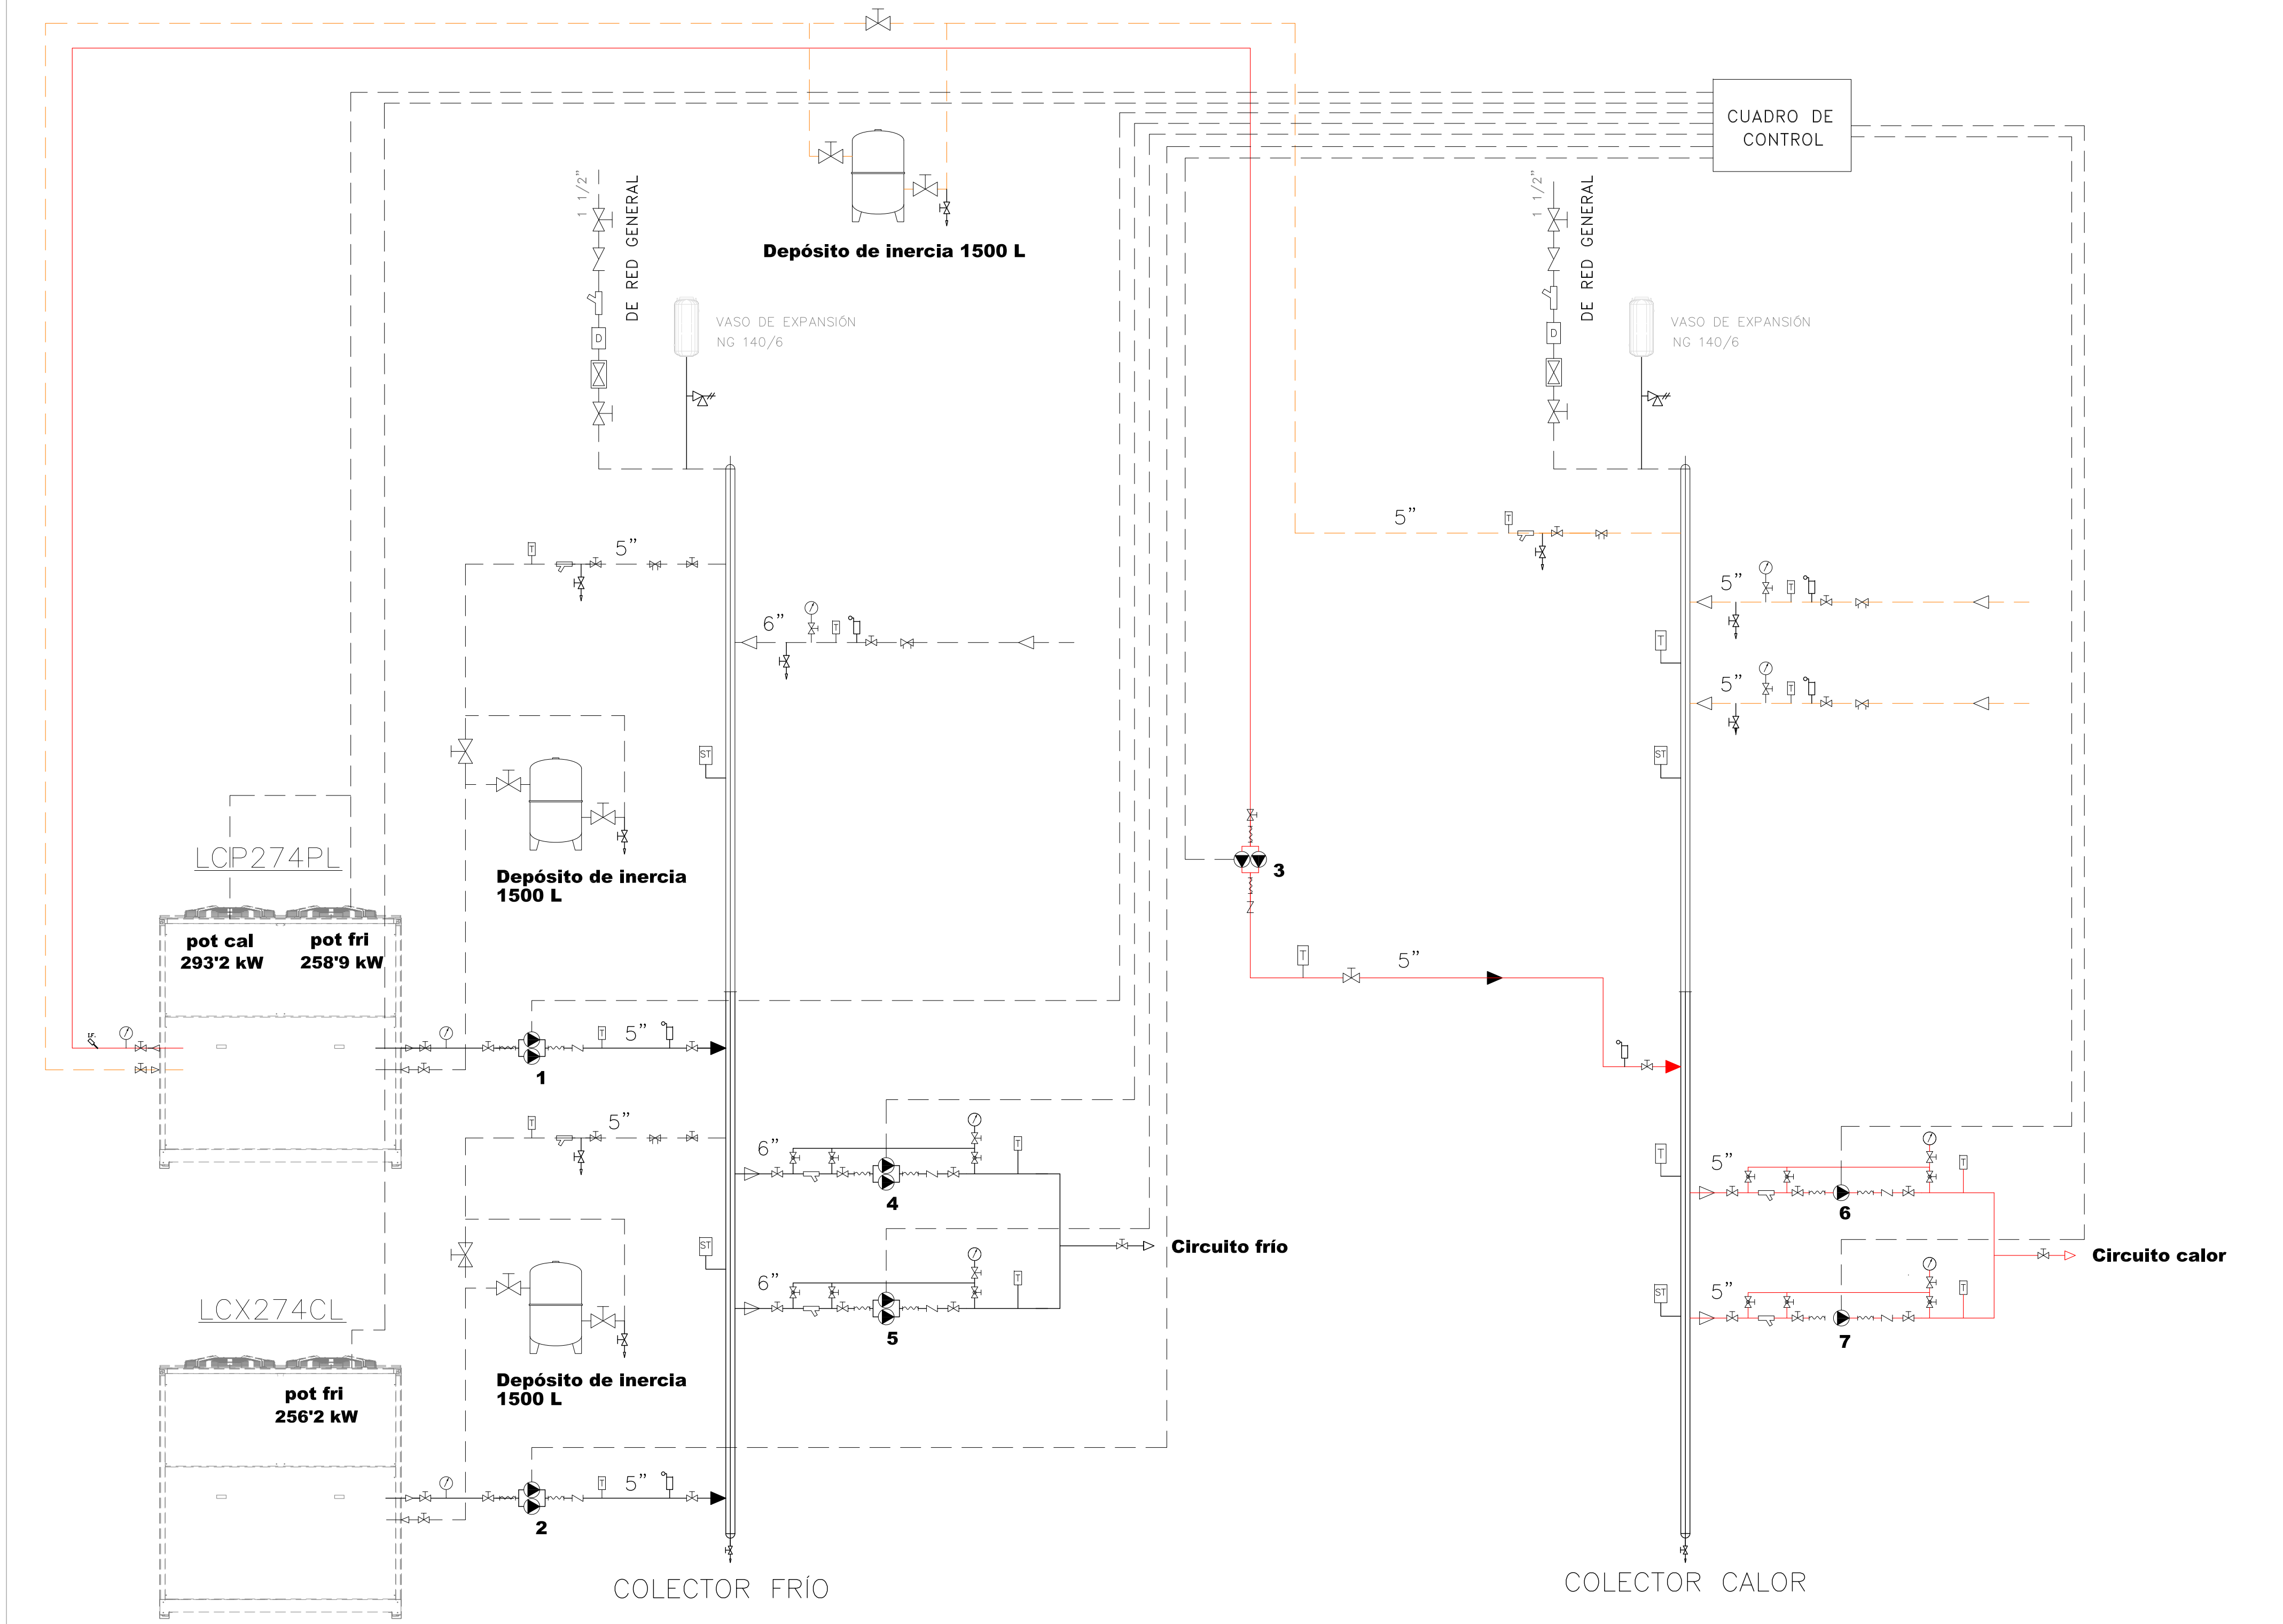 CUADRO DE
CONTROL
1 1/2"
DE RED GENERAL
1 1/2"
DE RED GENERAL
Depósito de inercia 1500 L
VASO DE EXPANSIÓN
NG 140/6
VASO DE EXPANSIÓN
NG 140/6
D
D
5"
T
5"
T
6"
T
5"
T
5"
T
T
ST
ST
LCP274PL
Depósito de inercia
1500 L
3
pot cal
293'2 kW
pot fri
258'9 kW
T
5"
I.F.
T
5"
1
T
5"
6"
T
4
T
5"
T
6
ST
6"
T
5
Circuito frío
Circuito calor
ST
5"
T
7
LCX274CL
Depósito de inercia
1500 L
pot fri
256'2 kW
T
5"
2
COLECTOR FRÍO
COLECTOR CALOR